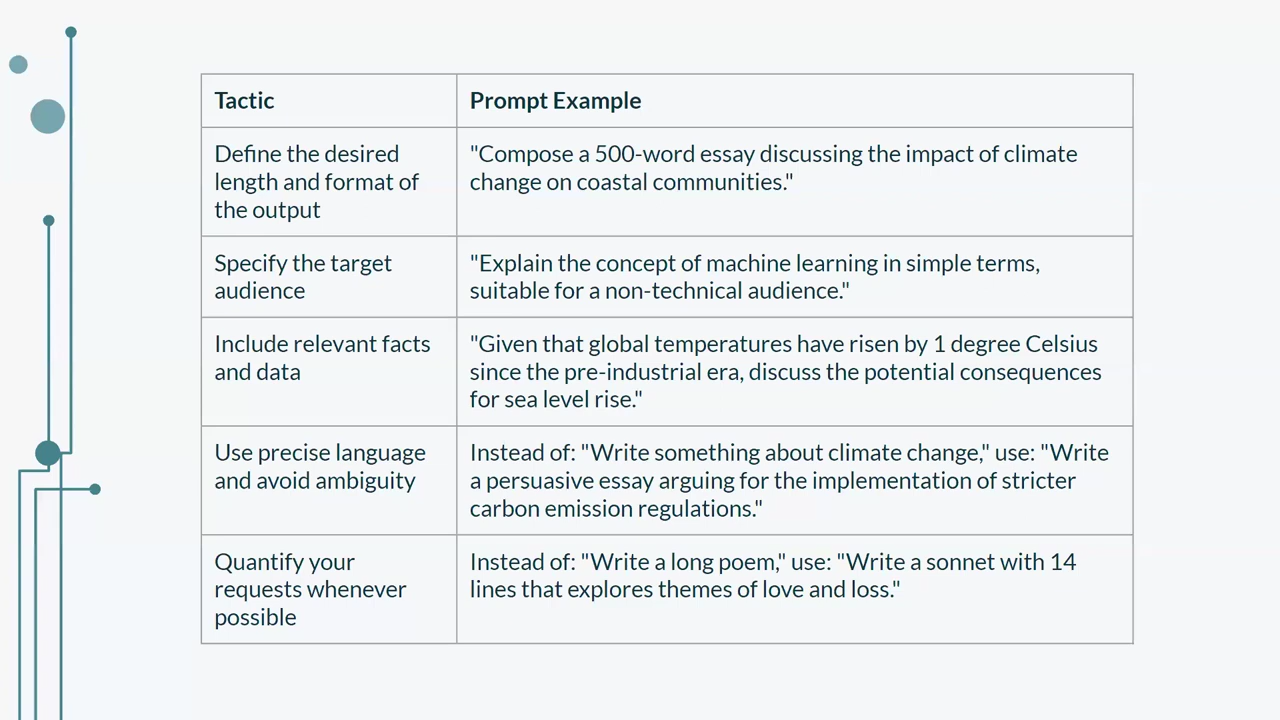 Tactic
Prompt Example
Define the desired
length and format of
the output
"Compose a 500-word essay discussing the impact of climate
change on coastal communities."
Specify the target
audience
"Explain the concept of machine learning in simple terms,
suitable for a non-technical audience."
Include relevant facts
and data
"Given that global temperatures have risen by 1 degree Celsius
since the pre-industrial era, discuss the potential consequences
for sea level rise."
Use precise language
and avoid ambiguity
Instead of: "Write something about climate change," use: "Write
a persuasive essay arguing for the implementation of stricter
carbon emission regulations."
Quantify your
requests whenever
possible
Instead of: "Write a long poem," use: "Write a sonnet with 14
lines that explores themes of love and loss."